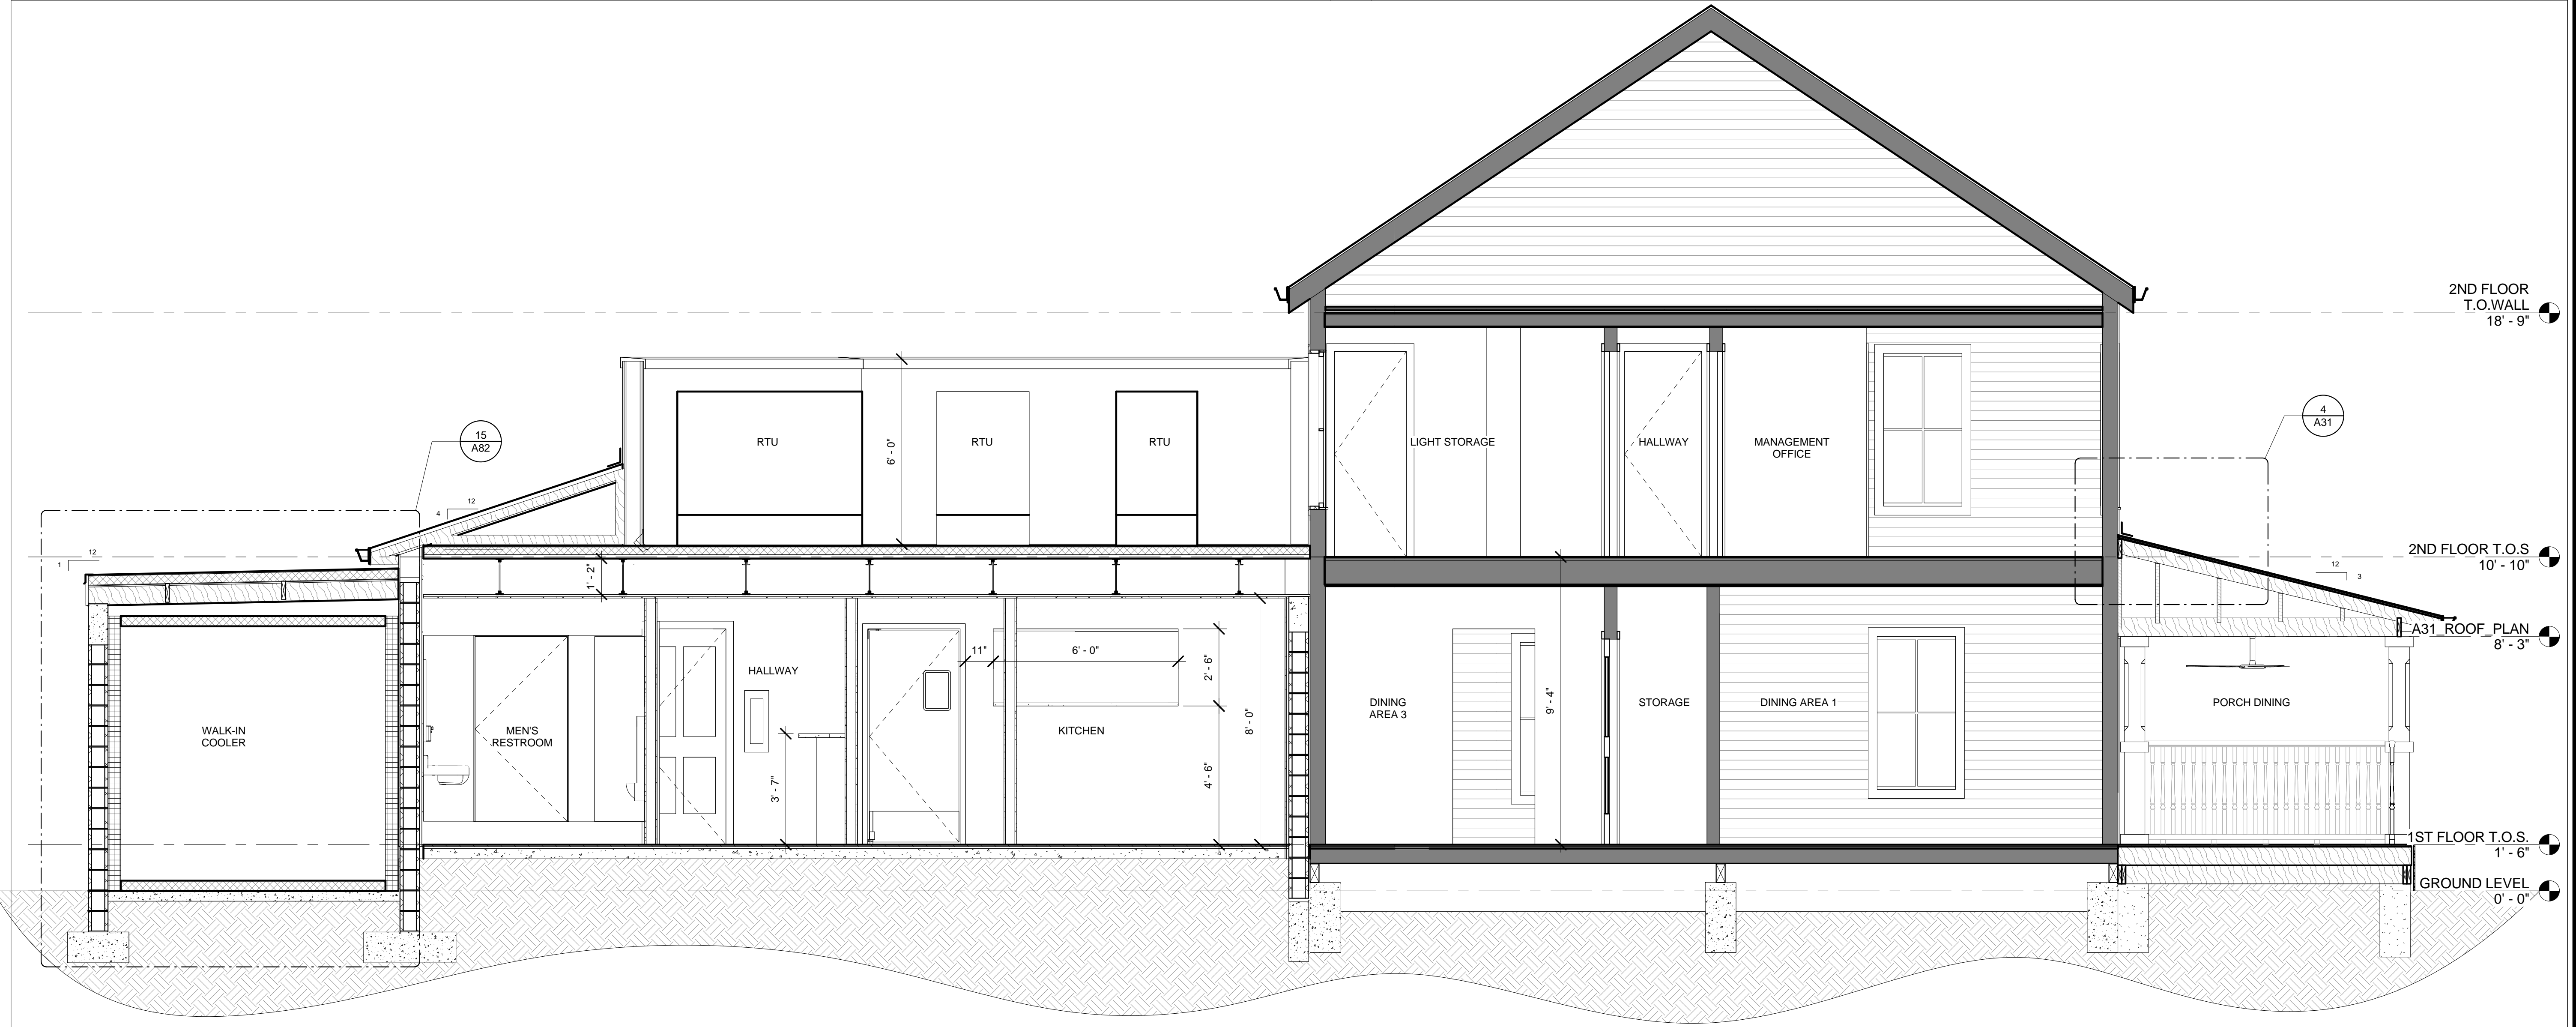 2ND FLOOR
T.O.WALL
18' - 9"
15
A82
4
A31
RTU
RTU
RTU
6' - 0"
LIGHT STORAGE
HALLWAY
MANAGEMENT
OFFICE
12
4
12
1
1' - 2"
2ND FLOOR T.O.S
10' - 10"
12
3
A31_ROOF_PLAN
8' - 3"
HALLWAY
11"
6' - 0"
2' - 6"
8' - 0"
4' - 6"
3' - 7"
9' - 4"
WALK-IN
COOLER
MEN'S
RESTROOM
KITCHEN
DINING
AREA 3
STORAGE
DINING AREA 1
PORCH DINING
1ST FLOOR T.O.S.
1' - 6"
GROUND LEVEL
0' - 0"